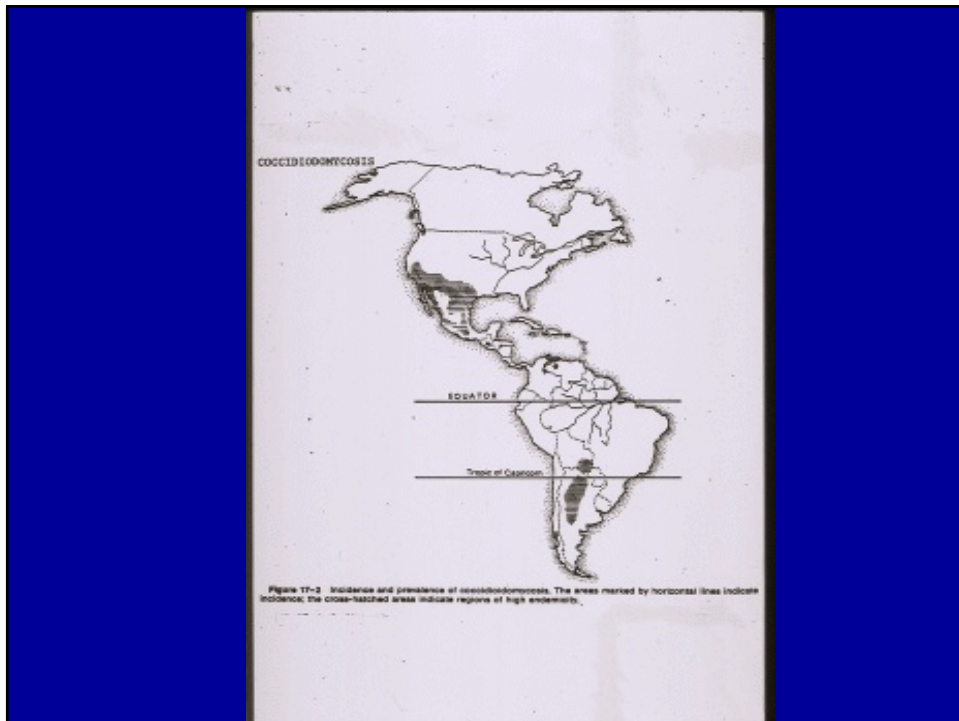 COCCIDIODOMYCOSIS
EQUATOR
Tropic of Capricorn
Figure 17-2 Incidence and prevalence of coccidioidomycosis. The areas marked by horizontal lines indicate
incidence; the cross-hatched areas indicate regions of high endemicity.